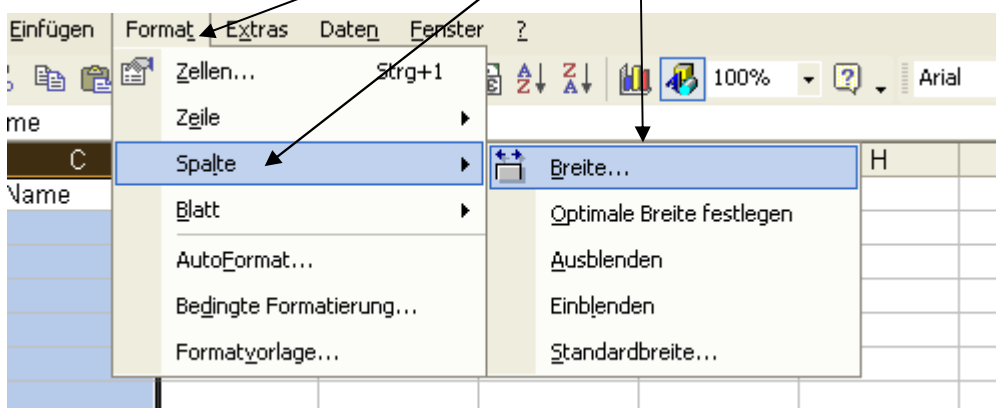 Einfügen Format Extras Daten Fenster ?
Zellen... Strg+1
100%
Arial
me
Zeile
C
Spalte
Breite...
H
Name
Blatt
Optimale Breite festlegen
AutoFormat...
Ausblenden
Bedingte Formatierung...
Einblenden
Formatvorlage...
Standardbreite...